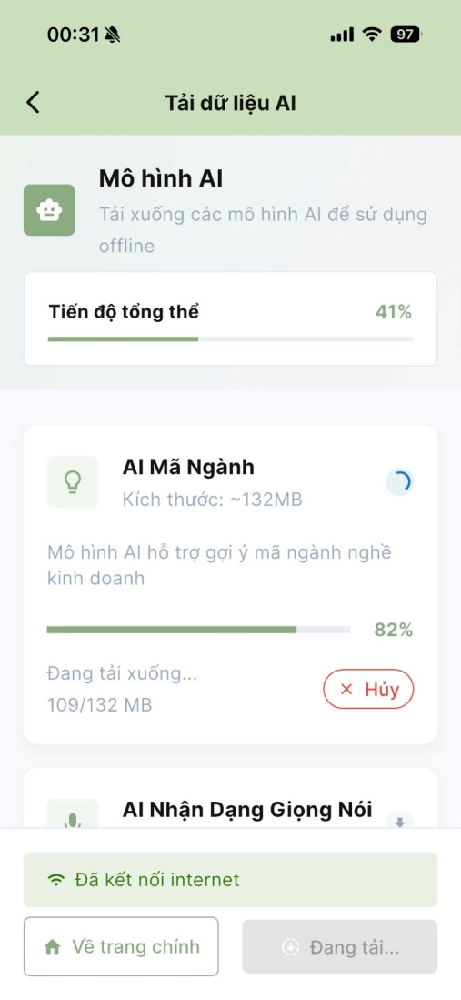 00:31
97
Tải dữ liệu AI
Mô hình AI
Tải xuống các mô hình AI để sử dụng
offline
Tiến độ tổng thể
41%
AI Mã Ngành
Kích thước: ~132MB
Mô hình AI hỗ trợ gợi ý mã ngành nghề
kinh doanh
82%
Đang tải xuống...
109/132 MB
Hủy
AI Nhận Dạng Giọng Nói
Đã kết nối internet
Về trang chính
Đang tải...